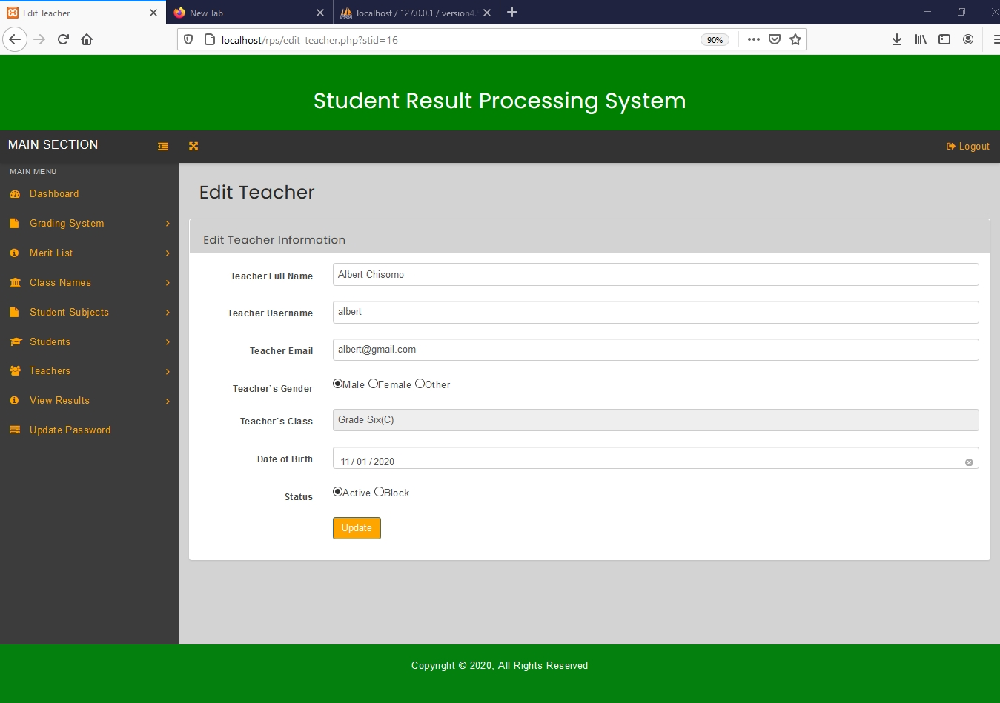 Edit Teacher
New Tab
localhost / 127.0.0.1 / version4.
localhost/rps/edit-teacher.php?stid=16
90%
Student Result Processing System
MAIN SECTION
Logout
MAIN MENU
Dashboard
Grading System
Merit List
Class Names
Student Subjects
Students
Teachers
View Results
Update Password
Edit Teacher
Edit Teacher Information
Teacher Full Name Albert Chisomo
Teacher Username albert
Teacher Email albert@gmail.com
Teacher`s Gender Male Female Other
Teacher`s Class Grade Six(C)
Date of Birth 11 / 01 / 2020
Status Active Block
Update
Copyright © 2020; All Rights Reserved